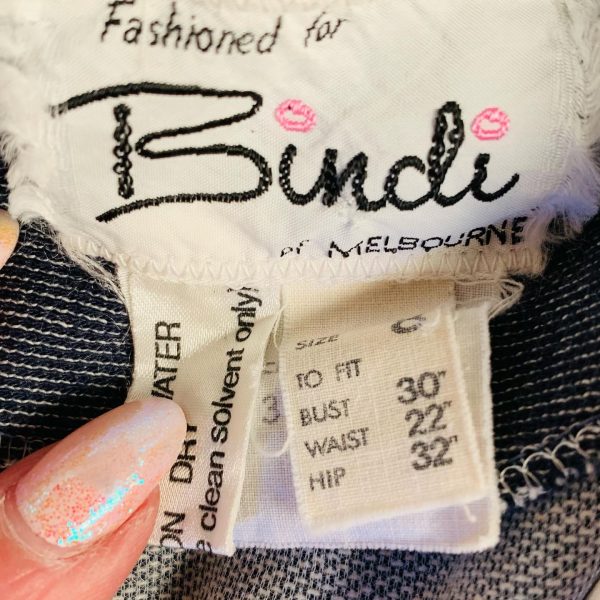 Fashioned for
Bindi
of MELBOURNE
WATER
ON DRY
clean solvent only
SIZE
TO FIT
BUST 30"
WAIST 22"
HIP 32"